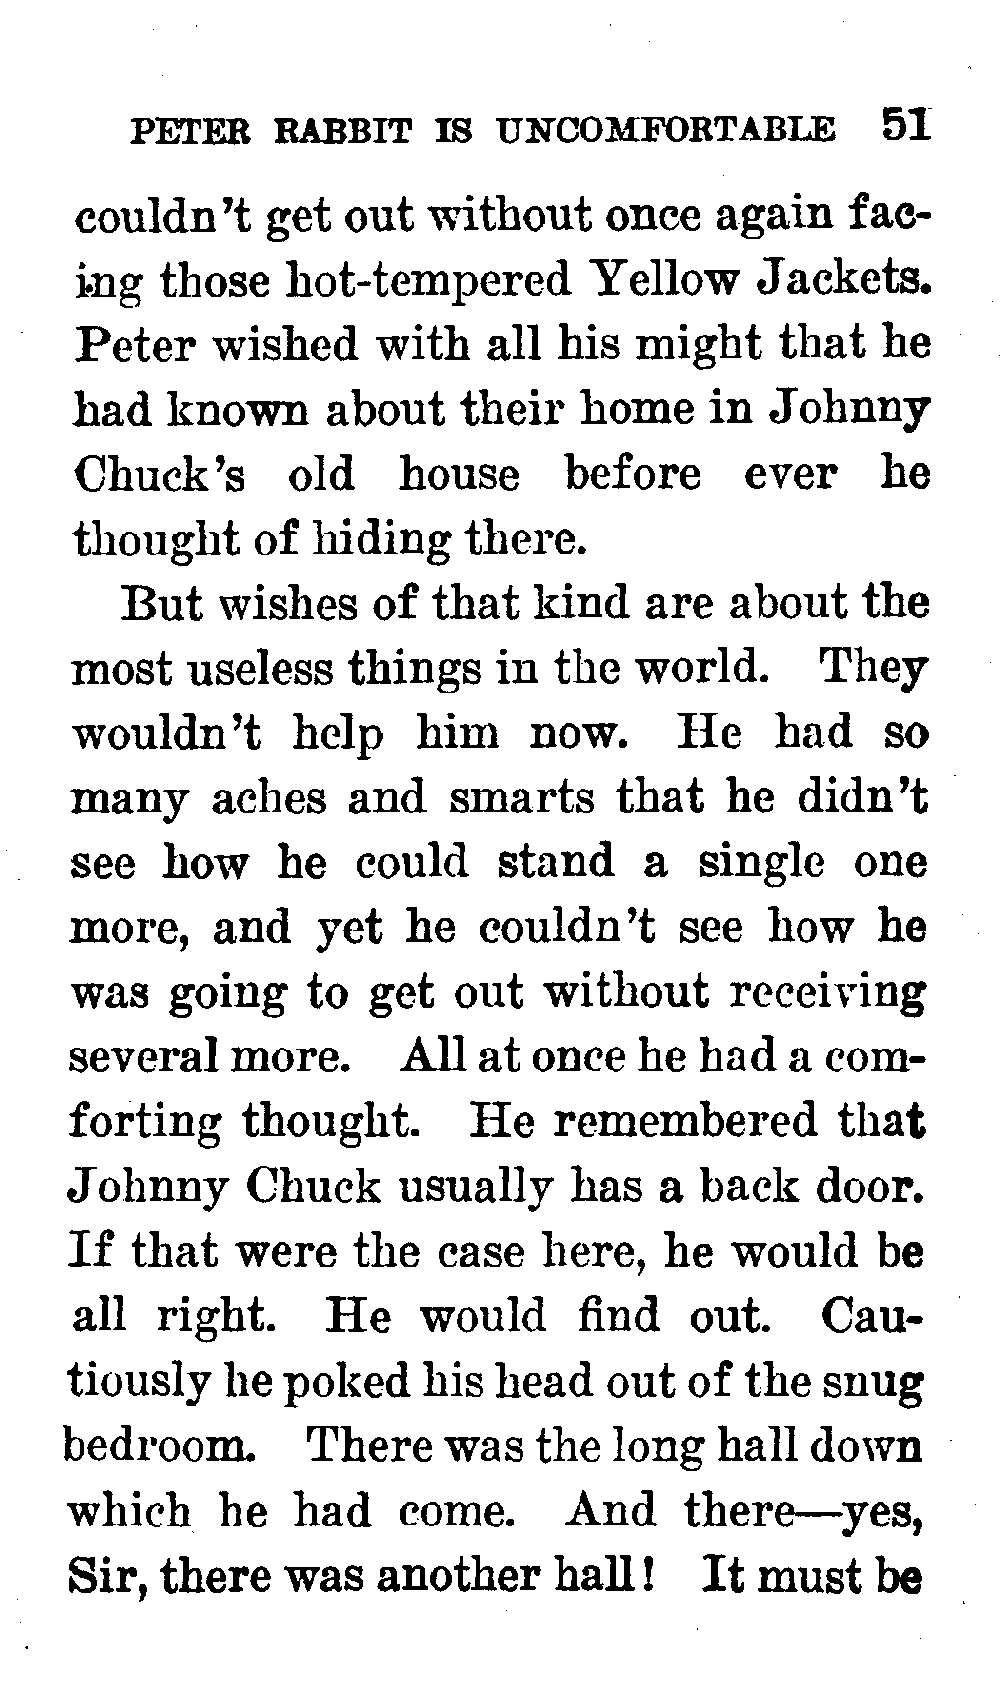 PETER RABBIT IS UNCOMFORTABLE 51
couldn't get out without once again fac-
ing those hot-tempered Yellow Jackets.
Peter wished with all his might that he
had known about their home in Johnny
Chuck's old house before ever he
thought of hiding there.
But wishes of that kind are about the
most useless things in the world. They
wouldn't help him now. He had so
many aches and smarts that he didn't
see how he could stand a single one
more, and yet he couldn't see how he
was going to get out without receiving
several more. All at once he had a com-
forting thought. He remembered that
Johnny Chuck usually has a back door.
If that were the case here, he would be
all right. He would find out. Cau-
tiously he poked his head out of the snug
bedroom. There was the long hall down
which he had come. And there—yes,
Sir, there was another hall! It must be